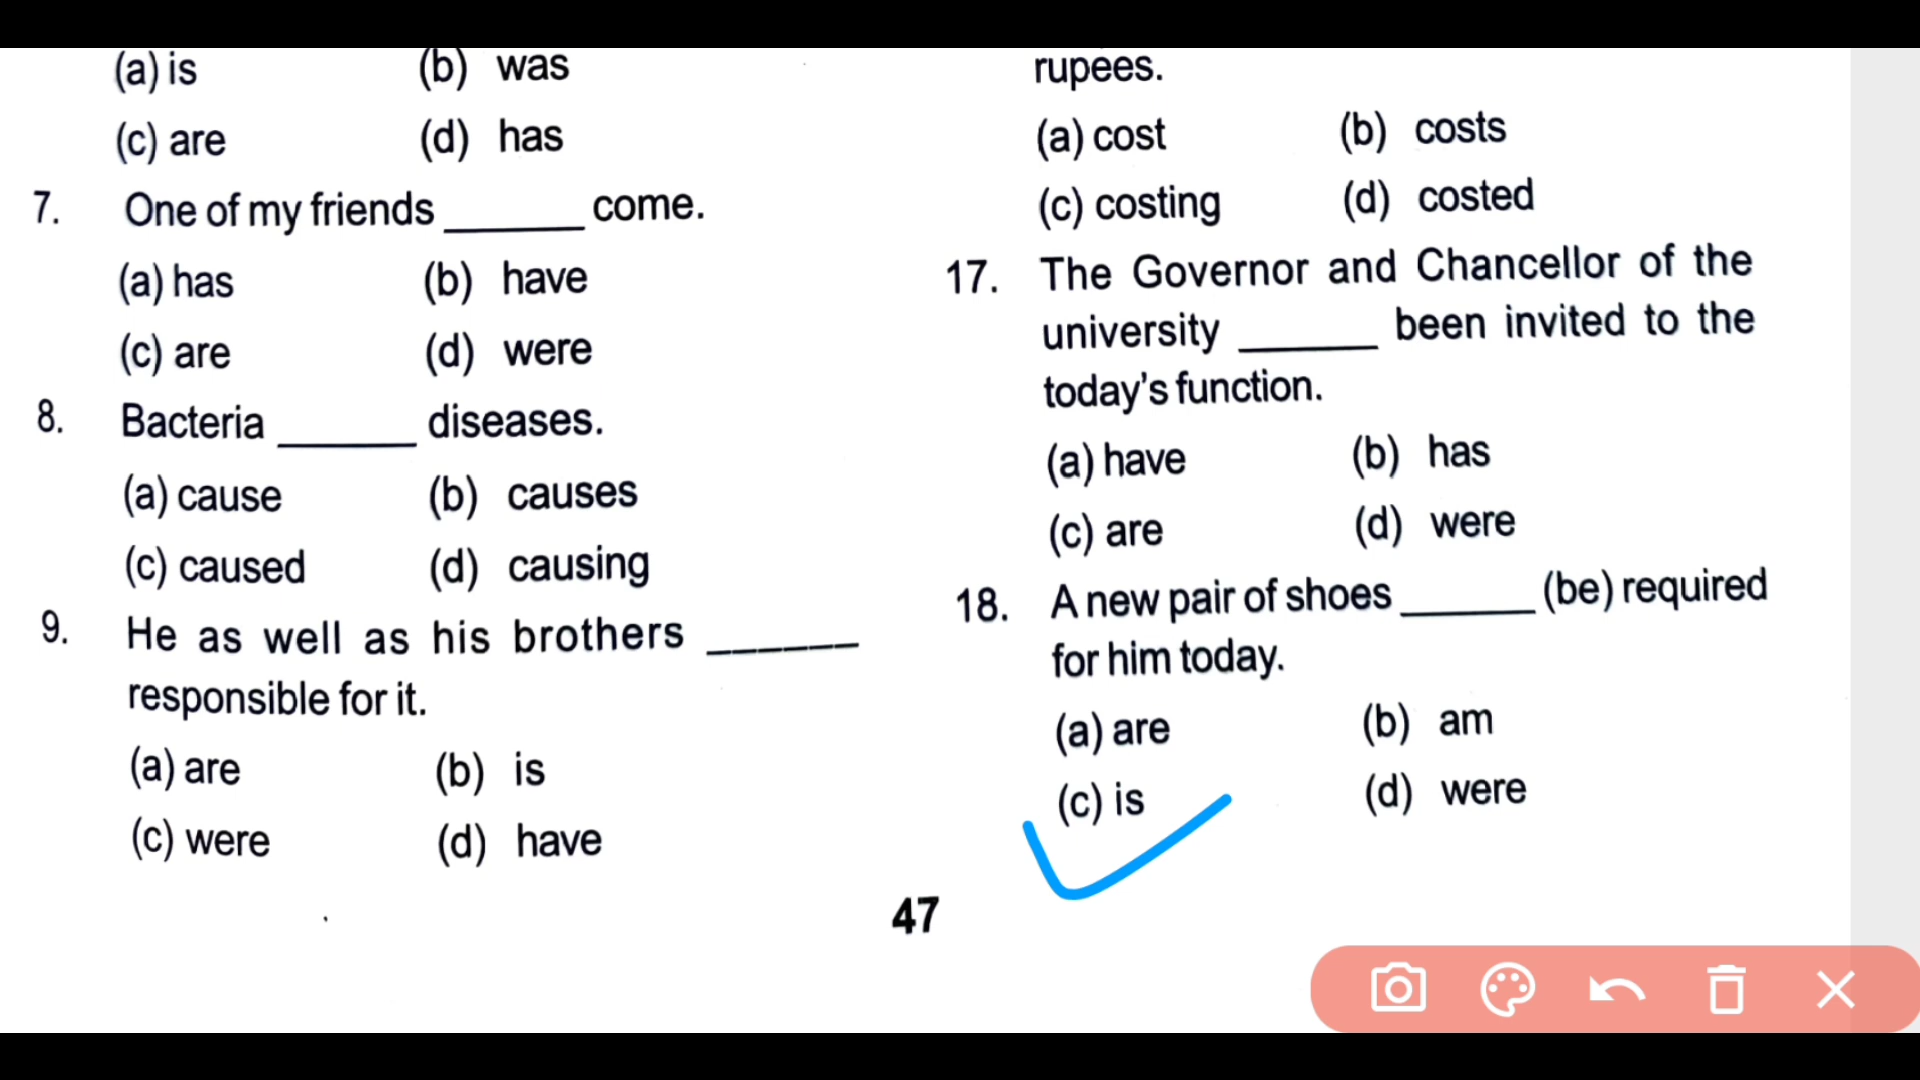 (a) is (b) was
(c) are (d) has
7. One of my friends ______ come.
(a) has (b) have
(c) are (d) were
8. Bacteria ______ diseases.
(a) cause (b) causes
(c) caused (d) causing
9. He as well as his brothers ______
responsible for it.
(a) are (b) is
(c) were (d) have
rupees.
(a) cost (b) costs
(c) costing (d) costed
17. The Governor and Chancellor of the
university ______ been invited to the
today's function.
(a) have (b) has
(c) are (d) were
18. A new pair of shoes ______ (be) required
for him today.
(a) are (b) am
(c) is (d) were
47